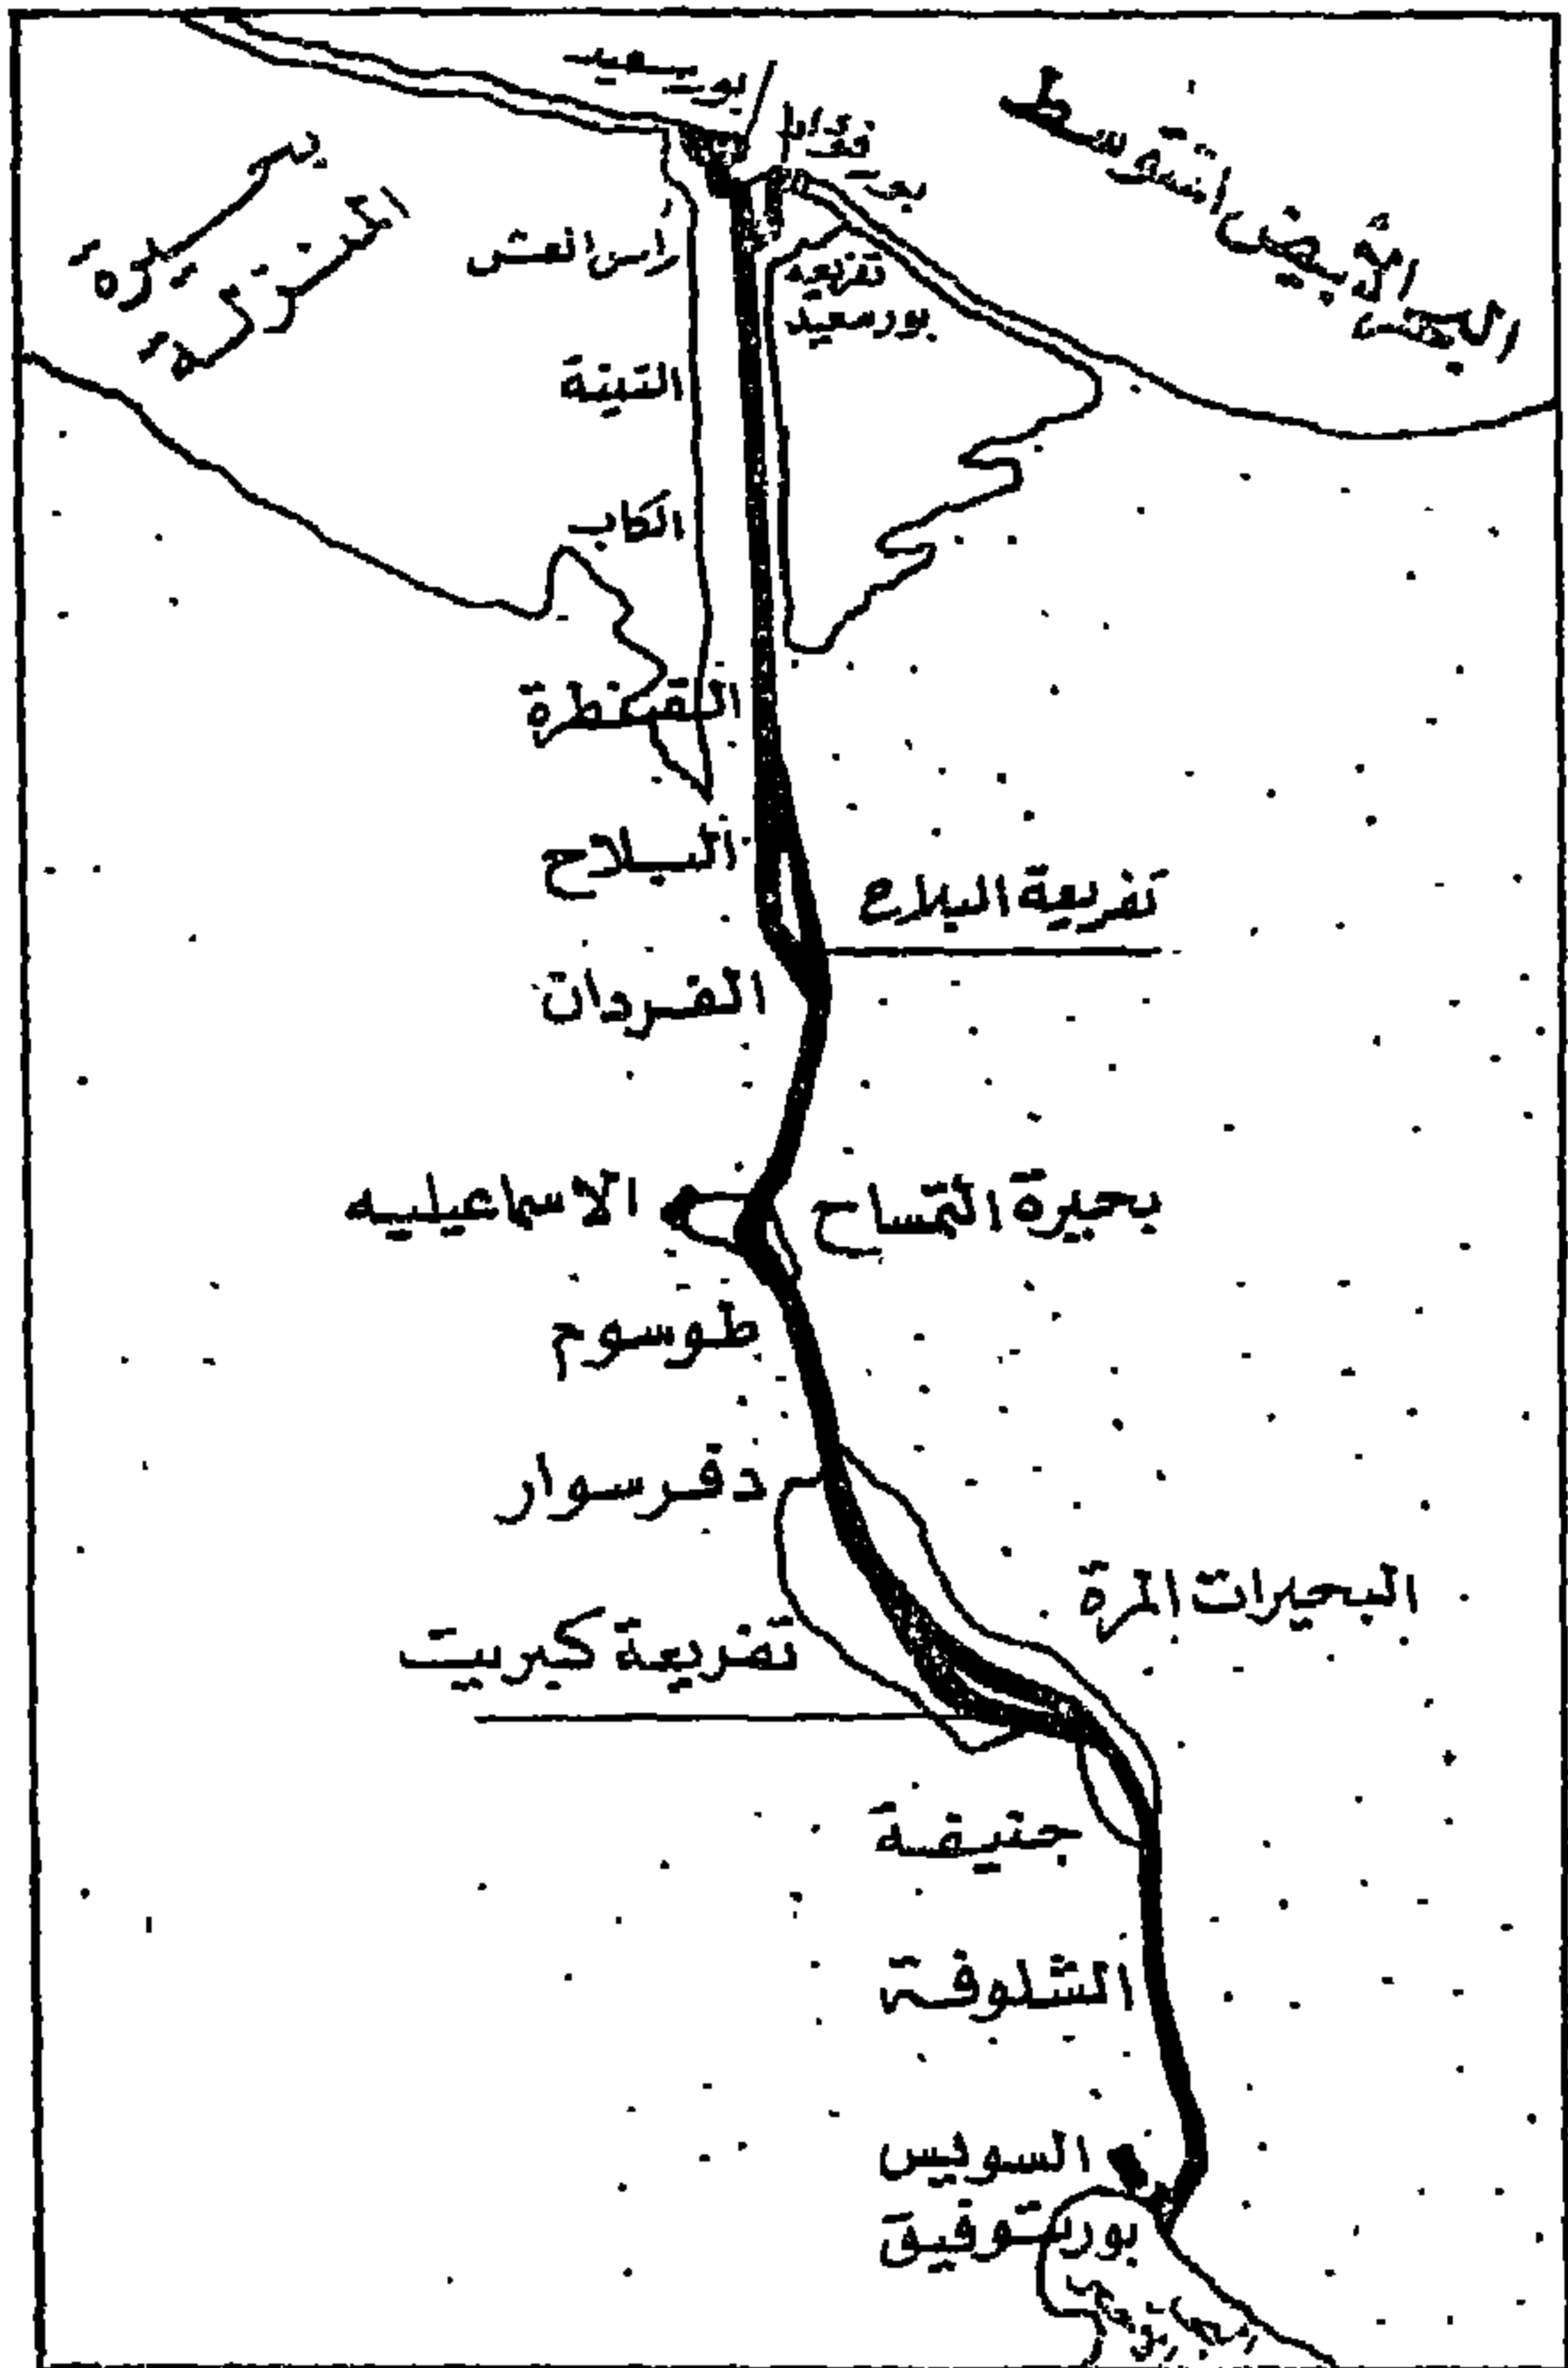 بورسعيد
بور فؤاد
البحر الأبيض المتوسط
بحيرة
المنزلة
رأس العش
تفريعة
بورسعيد
التينة
الكاب
القنطرة
البلاح
تفريعة البلاح
الفردان
الاسماعيليه
بحيرة التمساح
طوسوم
دفرسوار
البحيرات المرة
تفريعة كبريت
جنيفة
الشلوفة
السويس
بور توفيق